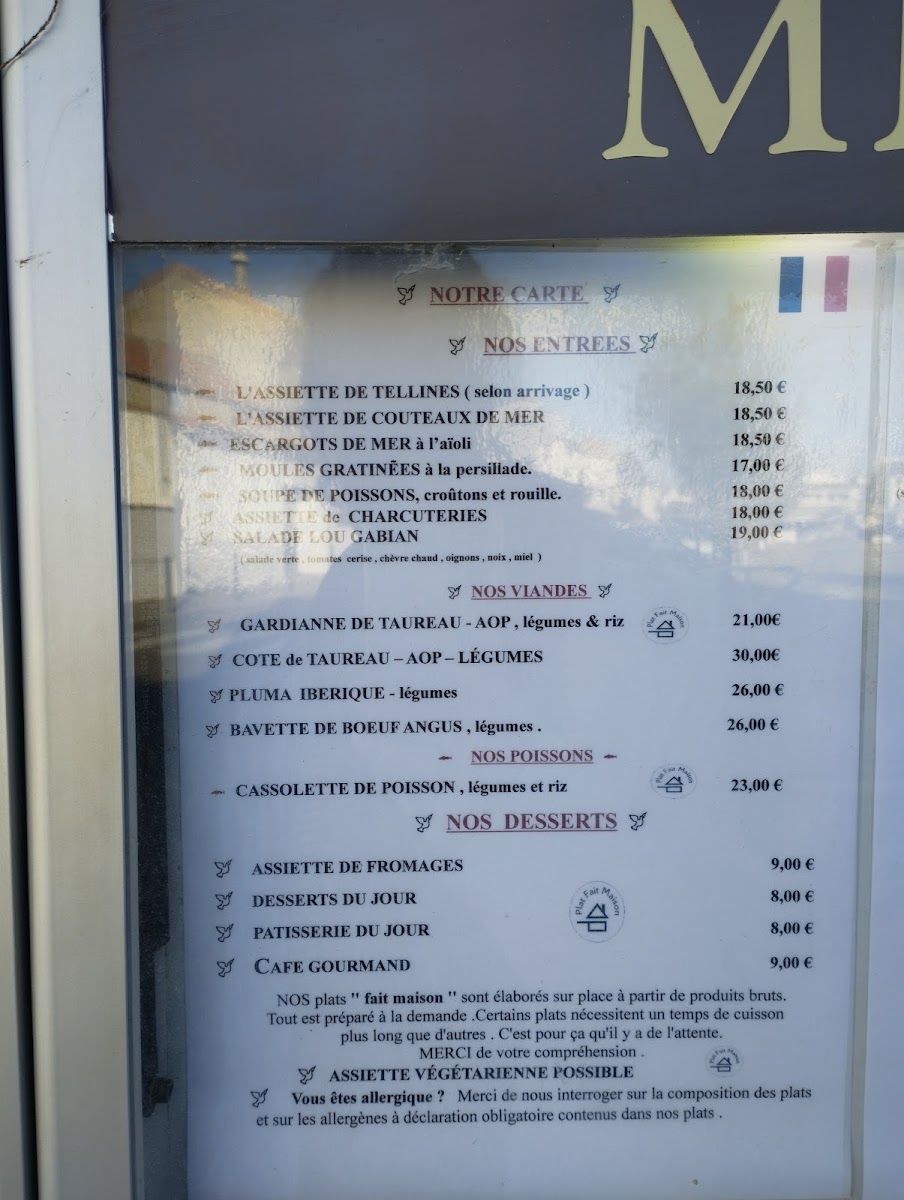 M
NOTRE CARTE
NOS ENTREES
L'ASSIETTE DE TELLINES ( selon arrivage ) 18,50 €
L'ASSIETTE DE COUTEAUX DE MER 18,50 €
ESCARGOTS DE MER à l'aïoli 18,50 €
MOULES GRATINÉES à la persillade. 17,00 €
SOUPE DE POISSONS, croûtons et rouille. 18,00 €
ASSIETTE de CHARCUTERIES 18,00 €
SALADE LOU GABIAN 19,00 €
( salade verte , tomates cerise , chèvre chaud , oignons , noix , miel )
NOS VIANDES
GARDIANNE DE TAUREAU - AOP , légumes & riz Plat Fait Maison 21,00€
COTE de TAUREAU – AOP – LÉGUMES 30,00€
PLUMA IBERIQUE - légumes 26,00 €
BAVETTE DE BOEUF ANGUS , légumes . 26,00 €
NOS POISSONS
CASSOLETTE DE POISSON , légumes et riz Plat Fait Maison 23,00 €
NOS DESSERTS
ASSIETTE DE FROMAGES 9,00 €
DESSERTS DU JOUR 8,00 €
Plat Fait Maison
PATISSERIE DU JOUR 8,00 €
CAFE GOURMAND 9,00 €
NOS plats " fait maison " sont élaborés sur place à partir de produits bruts.
Tout est préparé à la demande .Certains plats nécessitent un temps de cuisson
plus long que d'autres . C'est pour ça qu'il y a de l'attente.
MERCI de votre compréhension .
Plat Fait Maison
ASSIETTE VÉGÉTARIENNE POSSIBLE
Vous êtes allergique ? Merci de nous interroger sur la composition des plats
et sur les allergènes à déclaration obligatoire contenus dans nos plats .